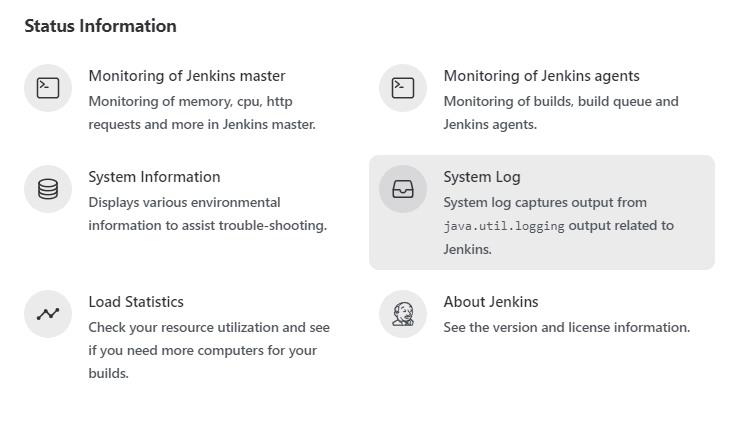 Status Information
Monitoring of Jenkins master
Monitoring of memory, cpu, http
requests and more in Jenkins master.
Monitoring of Jenkins agents
Monitoring of builds, build queue and
Jenkins agents.
System Information
Displays various environmental
information to assist trouble-shooting.
System Log
System log captures output from
java.util.logging output related to
Jenkins.
Load Statistics
Check your resource utilization and see
if you need more computers for your
builds.
About Jenkins
See the version and license information.